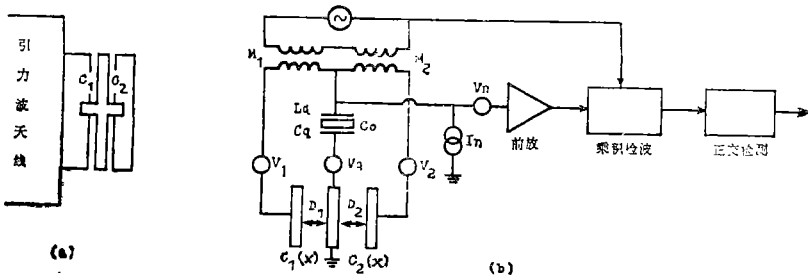 引力波天线
C₁
C₂
(a)
M₁
M₂
Lq
Cq
C₀
V₁
Vq
V₂
D₁
D₂
C₁(X)
C₂(X)
Vn
In
前放
乘积检波
正交检测
(b)